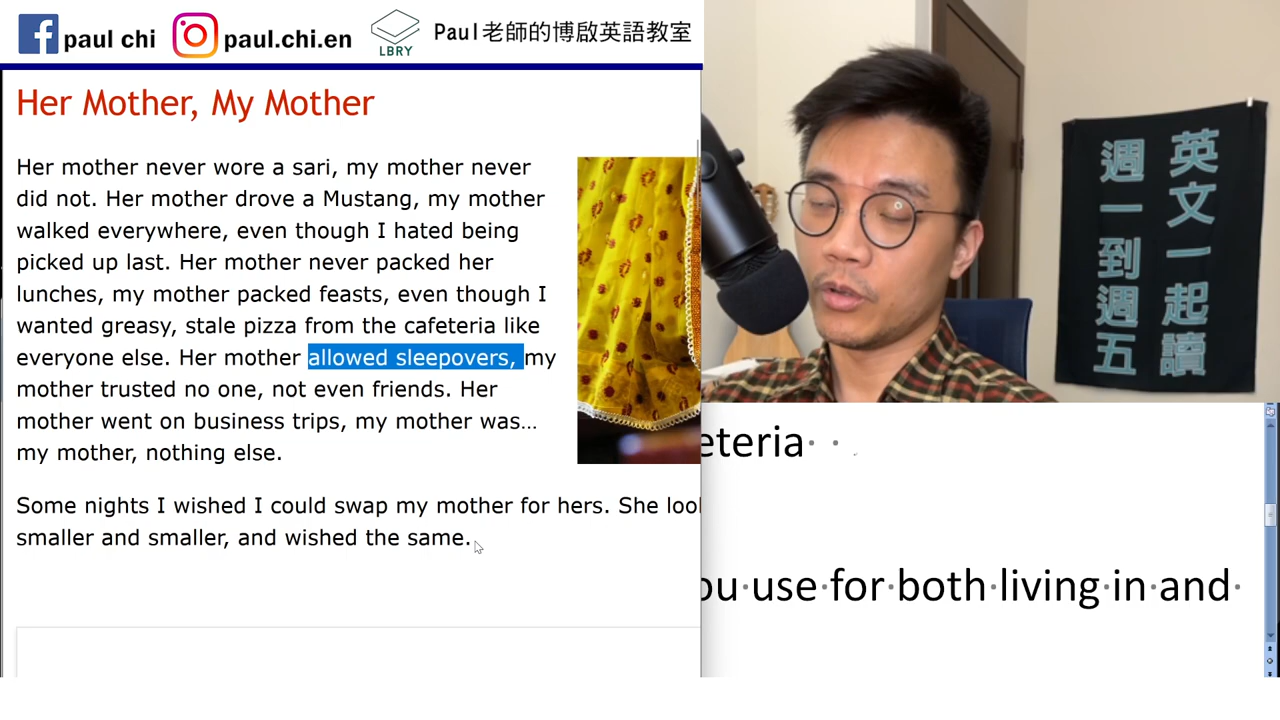 paul chi
paul.chi.en
LBRY
Paul老師的博啟英語教室
Her Mother, My Mother
Her mother never wore a sari, my mother never
did not. Her mother drove a Mustang, my mother
walked everywhere, even though I hated being
picked up last. Her mother never packed her
lunches, my mother packed feasts, even though I
wanted greasy, stale pizza from the cafeteria like
everyone else. Her mother allowed sleepovers, my
mother trusted no one, not even friends. Her
mother went on business trips, my mother was…
my mother, nothing else.
Some nights I wished I could swap my mother for hers. She
smaller and smaller, and wished the same.
英文一起讀
週一到週五
use for both living in and